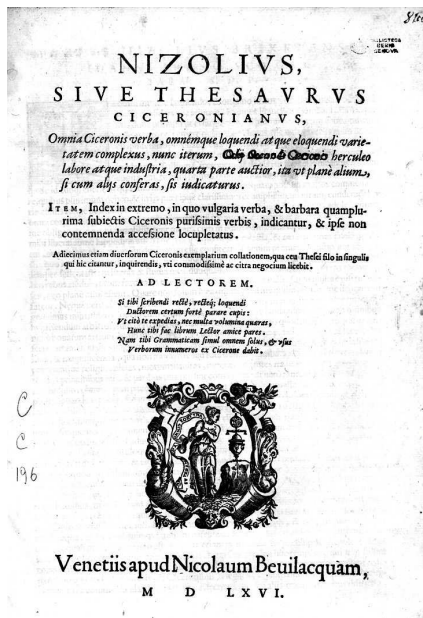 NIZOLIVS,
SIVE THESAVRVS
CICERONIANVS,
Omnia Ciceronis verba, omnémque loquendi atque eloquendi varie-
tatem complexus, nunc iterum, herculeo
labore atque industria, quarta parte auctior, ita vt planè alium,
si cum alijs conferas, sis iudicaturus.
ITEM, Index in extremo, in quo vulgaria verba, & barbara quamplu-
rima subiectis Ciceronis purissimis verbis, indicantur, & ipse non
contemnenda accessione locupletatus.
Adiecimus etiam diuersorum Ciceronis exemplarium collationem, qua ceu Thesei filo in singulis
qui hic citantur, inquirendis, vti commodissimè ac citra negocium licebit.
AD LECTOREM.
Si tibi scribendi rectè, rectéq; loquendi
Ductorem certum fortè parare cupis:
Vt citò te expedias, nec multa volumina quæras,
Hunc tibi fac librum Lector amice pares.
Nam tibi Grammaticam simul omnem solus, & vsus
Verborum innumeros ex Cicerone dabit.
C
C
196
Venetiis apud Nicolaum Beuilacquam,
M D LXVI.